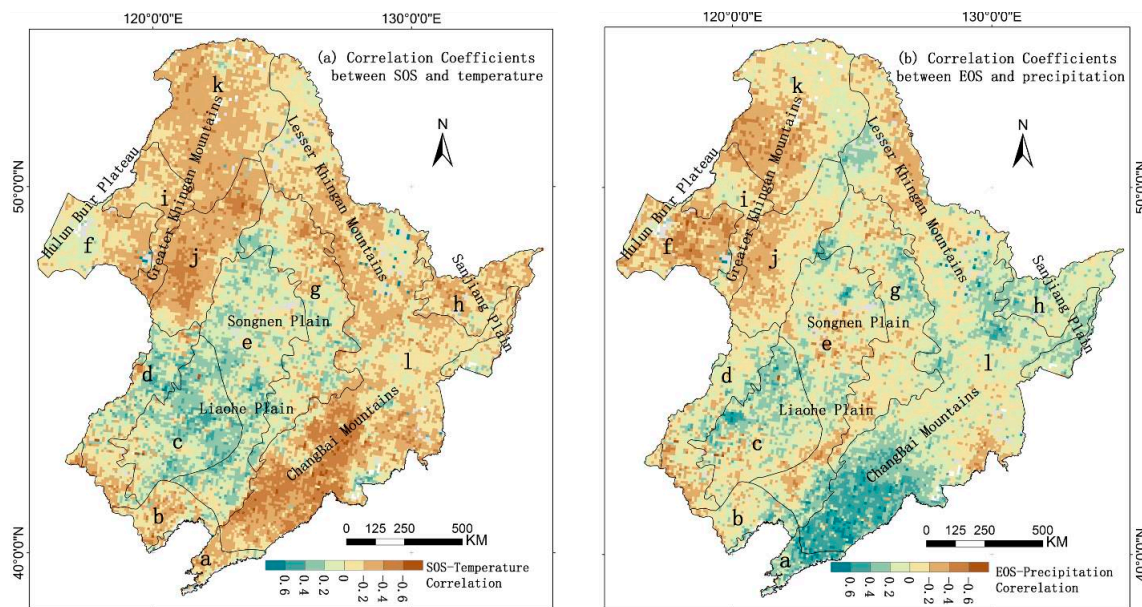 120°0'0"E
130°0'0"E
(a) Correlation Coefficients
between SOS and temperature
N
50°0'0"N
40°0'0"N
k
Lesser Khingan Mountains
Greater Khingan Mountains
Hulun Buir Plateau
i
f
j
g
Sanjiang Plain
h
Songnen Plain
e
l
d
Liaohe Plain
c
ChangBai Mountains
b
a
0 125 250 500
KM
SOS-Temperature
Correlation
0.6 0.4 0.2 0 -0.2 -0.4 -0.6
120°0'0"E
130°0'0"E
(b) Correlation Coefficients
between EOS and precipitation
N
k
Lesser Khingan Mountains
Greater Khingan Mountains
Hulun Buir Plateau
i
f
j
g
Sanjiang Plain
h
Songnen Plain
e
l
d
Liaohe Plain
c
ChangBai Mountains
b
a
0 125 250 500
KM
EOS-Precipitation
Corerelation
0.6 0.4 0.2 0 -0.2 -0.4 -0.6